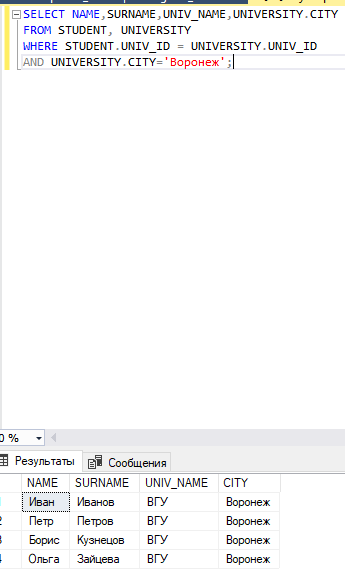 SELECT NAME,SURNAME,UNIV_NAME,UNIVERSITY.CITY
FROM STUDENT, UNIVERSITY
WHERE STUDENT.UNIV_ID = UNIVERSITY.UNIV_ID
AND UNIVERSITY.CITY='Воронеж';
0 %
Результаты Сообщения
NAME SURNAME UNIV_NAME CITY
Иван Иванов ВГУ Воронеж
2 Петр Петров ВГУ Воронеж
3 Борис Кузнецов ВГУ Воронеж
4 Ольга Зайцева ВГУ Воронеж